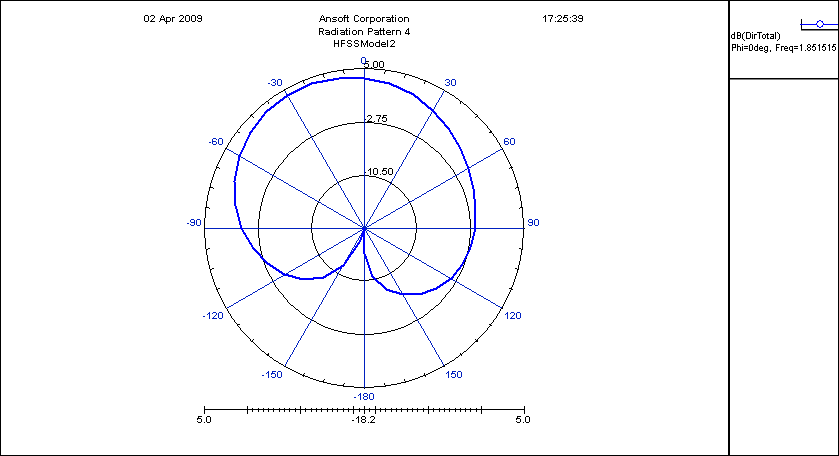 02 Apr 2009 Ansoft Corporation 17:25:39
Radiation Pattern 4
HFSSModel2
dB(DirTotal)
Phi=0deg, Freq=1.851515
0
5.00
-30 30
-2.75
-60 60
-10.50
-90 90
-120 120
-150 150
-180
5.0 -18.2 5.0